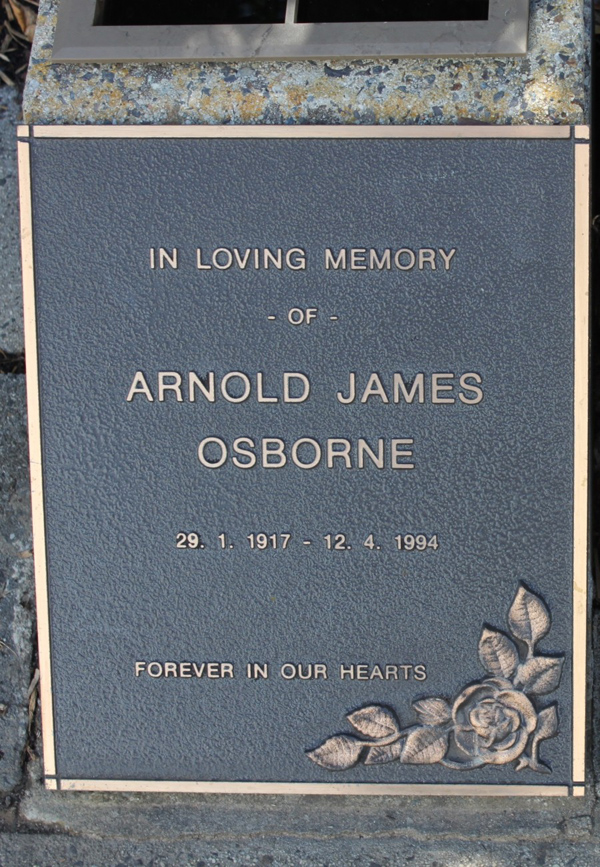 IN LOVING MEMORY
- OF -
ARNOLD JAMES
OSBORNE
29. 1. 1917 - 12. 4. 1994
FOREVER IN OUR HEARTS